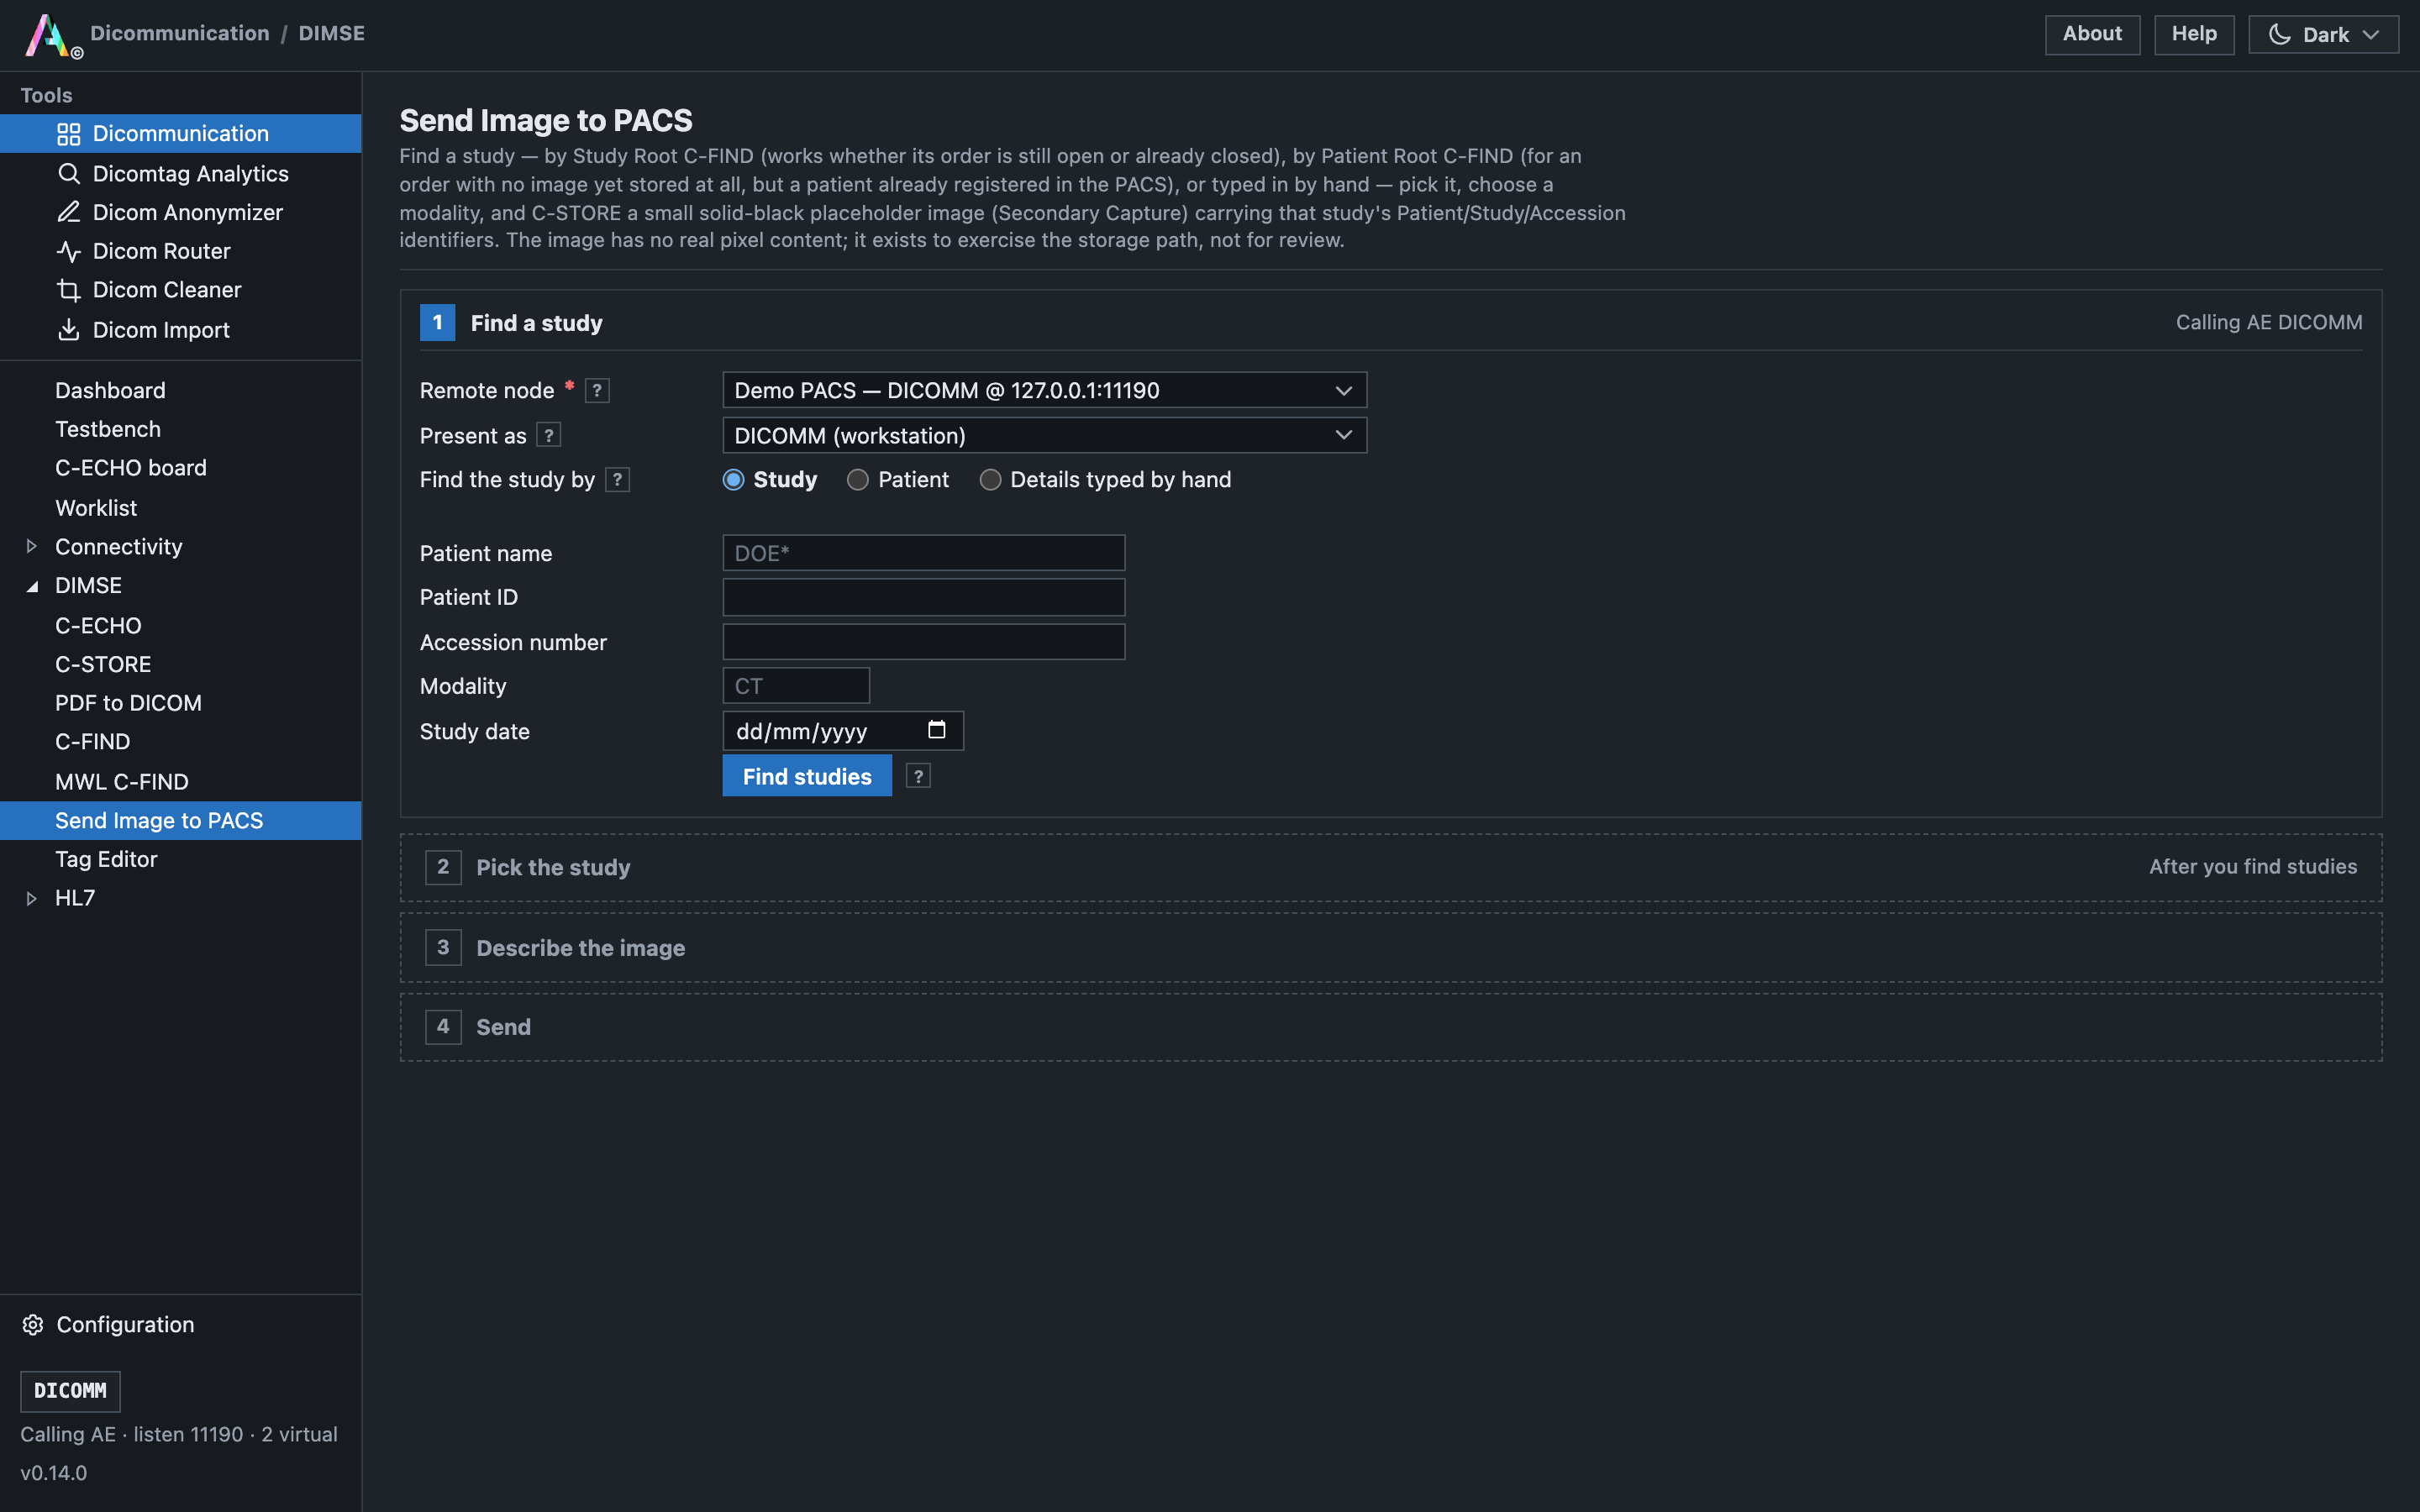 Dicommunication / DIMSE
About
Help
Dark
Tools
Dicommunication
Dicomtag Analytics
Dicom Anonymizer
Dicom Router
Dicom Cleaner
Dicom Import
Dashboard
Testbench
C-ECHO board
Worklist
Connectivity
DIMSE
C-ECHO
C-STORE
PDF to DICOM
C-FIND
MWL C-FIND
Send Image to PACS
Tag Editor
HL7
Configuration
DICOMM
Calling AE · listen 11190 · 2 virtual
v0.14.0
Send Image to PACS
Find a study — by Study Root C-FIND (works whether its order is still open or already closed), by Patient Root C-FIND (for an
order with no image yet stored at all, but a patient already registered in the PACS), or typed in by hand — pick it, choose a
modality, and C-STORE a small solid-black placeholder image (Secondary Capture) carrying that study's Patient/Study/Accession
identifiers. The image has no real pixel content; it exists to exercise the storage path, not for review.
1 Find a study Calling AE DICOMM
Remote node * ? Demo PACS — DICOMM @ 127.0.0.1:11190
Present as ? DICOMM (workstation)
Find the study by ? Study Patient Details typed by hand
Patient name DOE*
Patient ID
Accession number
Modality CT
Study date dd/mm/yyyy
Find studies ?
2 Pick the study After you find studies
3 Describe the image
4 Send